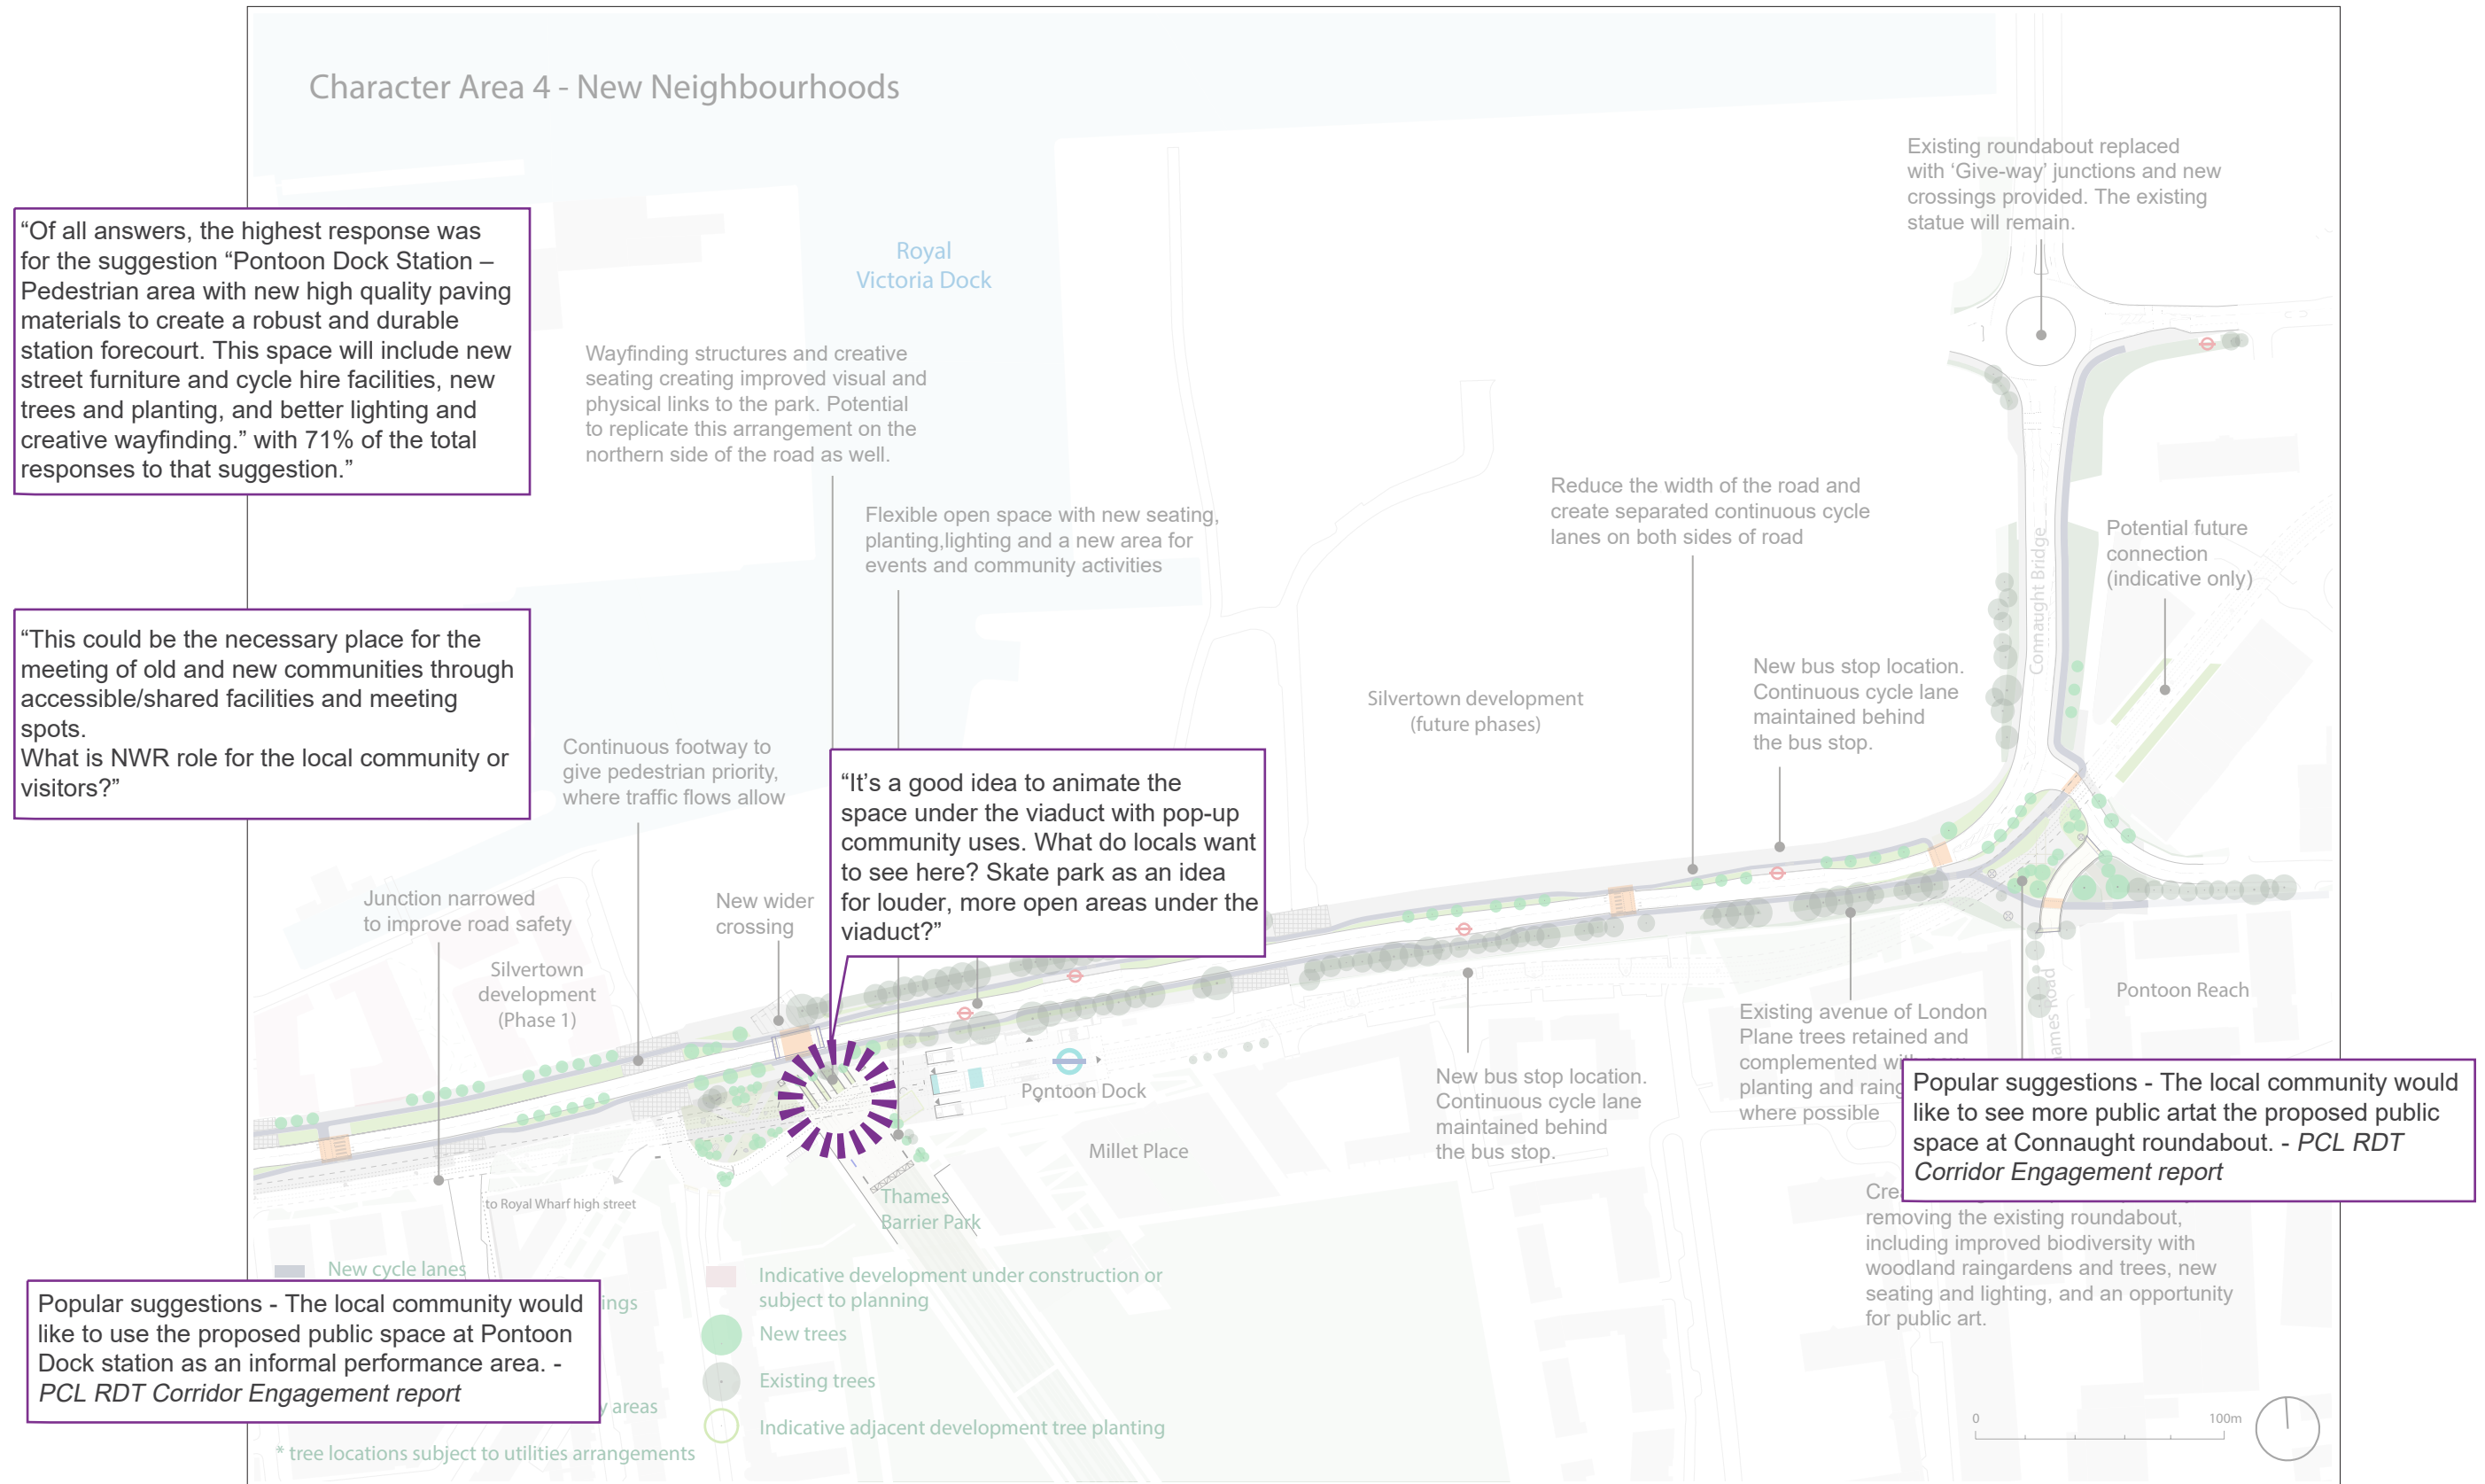 Character Area 4 - New Neighbourhoods
Existing roundabout replaced
with ‘Give-way’ junctions and new
crossings provided. The existing
statue will remain.
“Of all answers, the highest response was
for the suggestion “Pontoon Dock Station –
Pedestrian area with new high quality paving
materials to create a robust and durable
station forecourt. This space will include new
street furniture and cycle hire facilities, new
trees and planting, and better lighting and
creative wayfinding.” with 71% of the total
responses to that suggestion.”
Royal
Victoria Dock
Wayfinding structures and creative
seating creating improved visual and
physical links to the park. Potential
to replicate this arrangement on the
northern side of the road as well.
Flexible open space with new seating,
planting,lighting and a new area for
events and community activities
Reduce the width of the road and
create separated continuous cycle
lanes on both sides of road
Connaught Bridge
Potential future
connection
(indicative only)
“This could be the necessary place for the
meeting of old and new communities through
accessible/shared facilities and meeting
spots.
What is NWR role for the local community or
visitors?”
Silvertown development
(future phases)
New bus stop location.
Continuous cycle lane
maintained behind
the bus stop.
Continuous footway to
give pedestrian priority,
where traffic flows allow
“It’s a good idea to animate the
space under the viaduct with pop-up
community uses. What do locals want
to see here? Skate park as an idea
for louder, more open areas under the
viaduct?”
Junction narrowed
to improve road safety
New wider
crossing
Silvertown
development
(Phase 1)
Pontoon Reach
Existing avenue of London
Plane trees retained and
complemented with
planting and
where possible
Road
Pontoon Dock
New bus stop location.
Continuous cycle lane
maintained behind
the bus stop.
Millet Place
Popular suggestions - The local community would
like to see more public artat the proposed public
space at Connaught roundabout. - PCL RDT
Corridor Engagement report
to Royal Wharf high street
Thames
Barrier Park
removing the existing roundabout,
including improved biodiversity with
woodland raingardens and trees, new
seating and lighting, and an opportunity
for public art.
New cycle lanes
Popular suggestions - The local community would
like to use the proposed public space at Pontoon
Dock station as an informal performance area. -
PCL RDT Corridor Engagement report
areas
* tree locations subject to utilities arrangements
Indicative development under construction or
subject to planning
New trees
Existing trees
Indicative adjacent development tree planting
0 100m